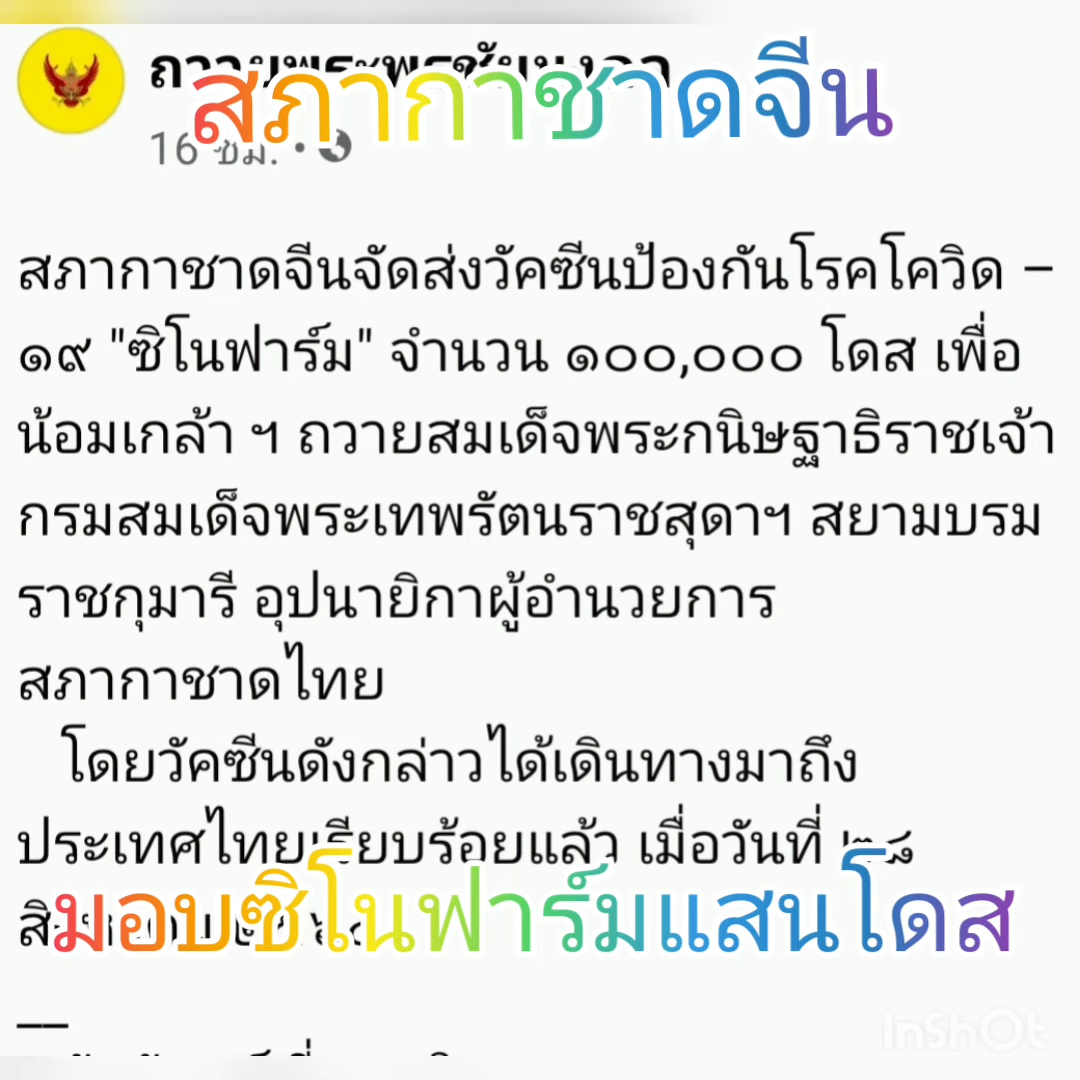 สภากาชาดจีน
16 ชม.
สภากาชาดจีนจัดส่งวัคซีนป้องกันโรคโควิด –
๑๙ "ซิโนฟาร์ม" จำนวน ๑๐๐,๐๐๐ โดส เพื่อ
น้อมเกล้า ฯ ถวายสมเด็จพระกนิษฐาธิราชเจ้า
กรมสมเด็จพระเทพรัตนราชสุดาฯ สยามบรม
ราชกุมารี อุปนายิกาผู้อำนวยการ
สภากาชาดไทย
โดยวัคซีนดังกล่าวได้เดินทางมาถึง
ประเทศไทยเรียบร้อยแล้ว เมื่อวันที่ ๒๘
มอบซิโนฟาร์มแสนโดส
InShOt